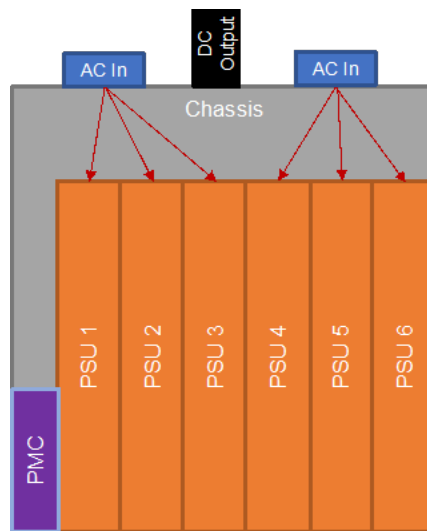 DC
Output
AC In
AC In
Chassis
PSU 1
PSU 2
PSU 3
PSU 4
PSU 5
PSU 6
PMC